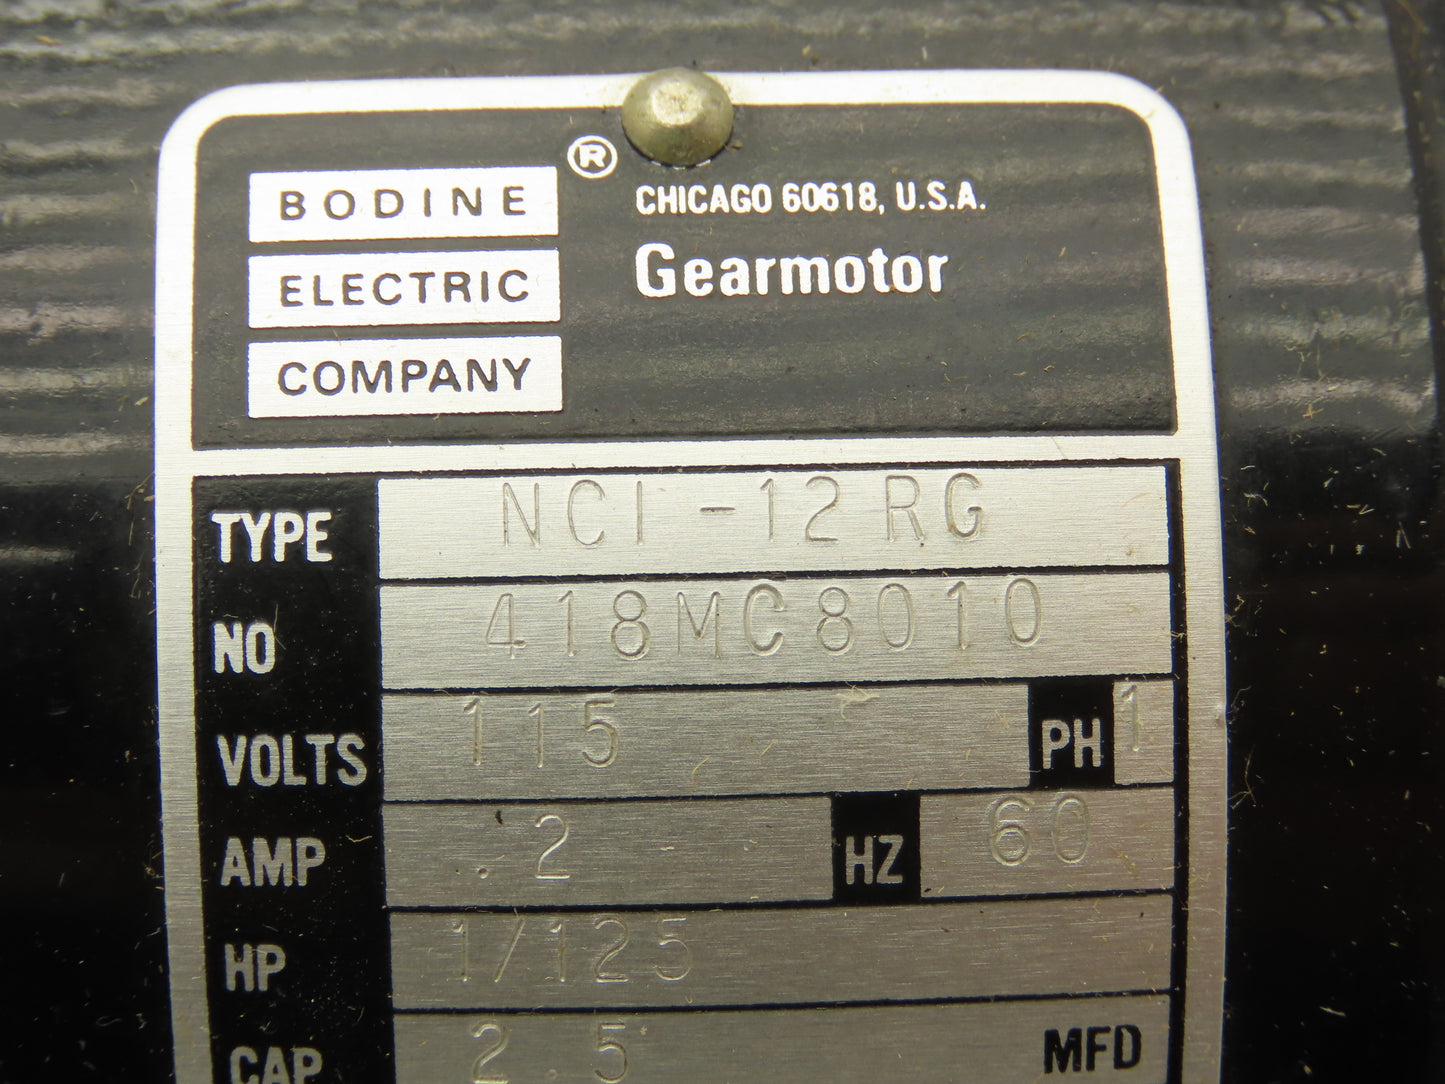 BODINE
ELECTRIC
COMPANY
®
CHICAGO 60618, U.S.A.
Gearmotor
TYPE NCI-12RG
NO 418MC8010
VOLTS 115 PH 1
AMP .2 HZ 60
HP 1/125
CAP 2.5 MFD